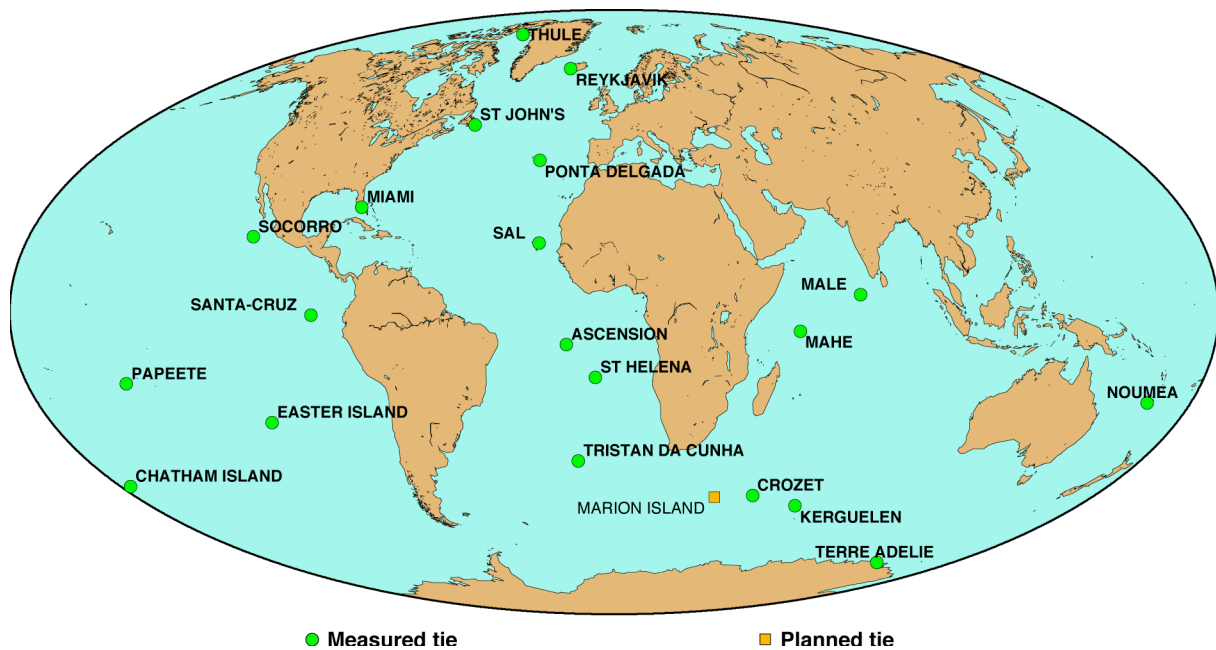 THULE
REYKJAVIK
ST JOHN'S
PONTA DELGADA
MIAMI
SOCORRO
SAL
MALE
SANTA-CRUZ
ASCENSION
MAHE
ST HELENA
PAPEETE
NOUMEA
EASTER ISLAND
TRISTAN DA CUNHA
CHATHAM ISLAND
CROZET
MARION ISLAND
KERGUELEN
TERRE ADELIE
Measured tie
Planned tie